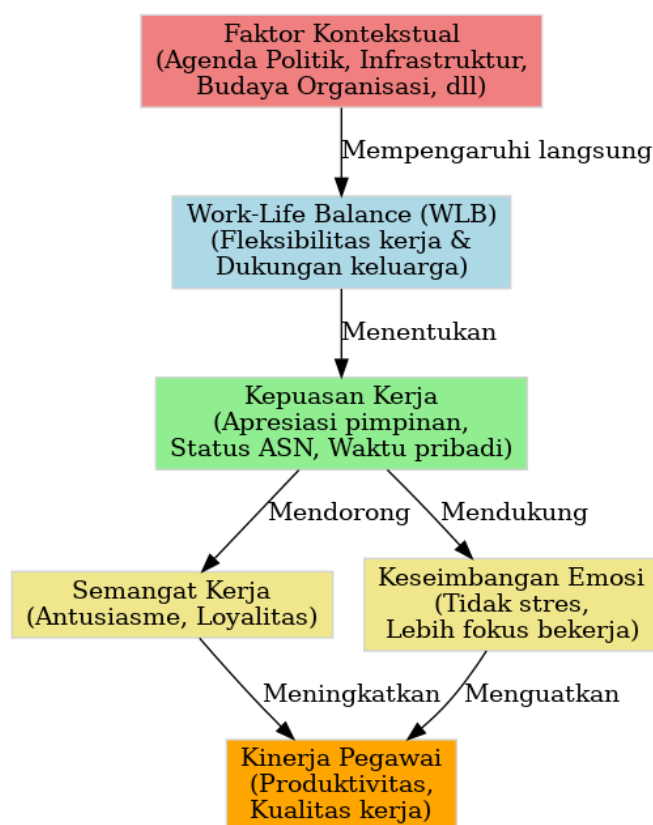 Faktor Kontekstual
(Agenda Politik, Infrastruktur,
Budaya Organisasi, dll)
Mempengaruhi langsung
Work-Life Balance (WLB)
(Fleksibilitas kerja &
Dukungan keluarga)
Menentukan
Kepuasan Kerja
(Apresiasi pimpinan,
Status ASN, Waktu pribadi)
Mendorong
Mendukung
Semangat Kerja
(Antusiasme, Loyalitas)
Keseimbangan Emosi
(Tidak stres,
Lebih fokus bekerja)
Meningkatkan
Menguatkan
Kinerja Pegawai
(Produktivitas,
Kualitas kerja)